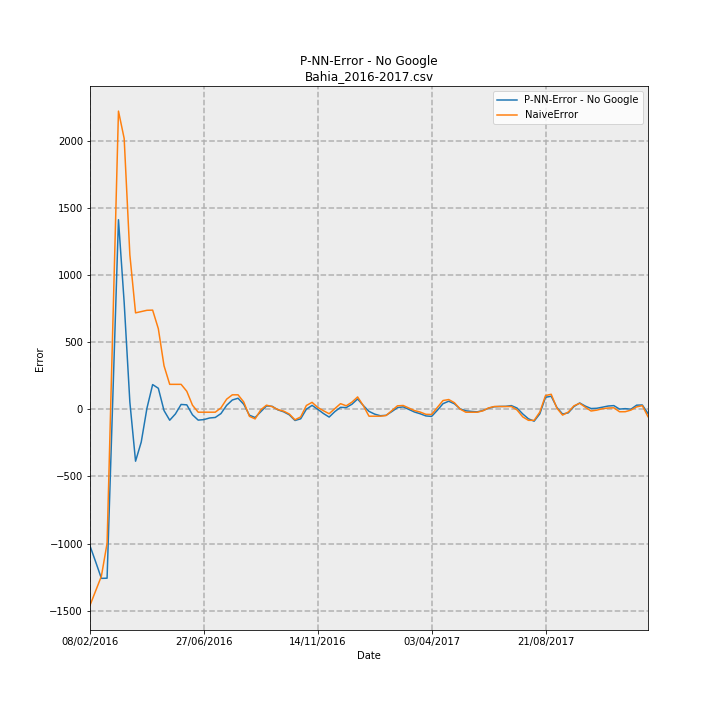 P-NN-Error - No Google
Bahia_2016-2017.csv
P-NN-Error - No Google
NaiveError
2000
1500
1000
500
0
−500
−1000
−1500
Error
08/02/2016
27/06/2016
14/11/2016
03/04/2017
21/08/2017
Date